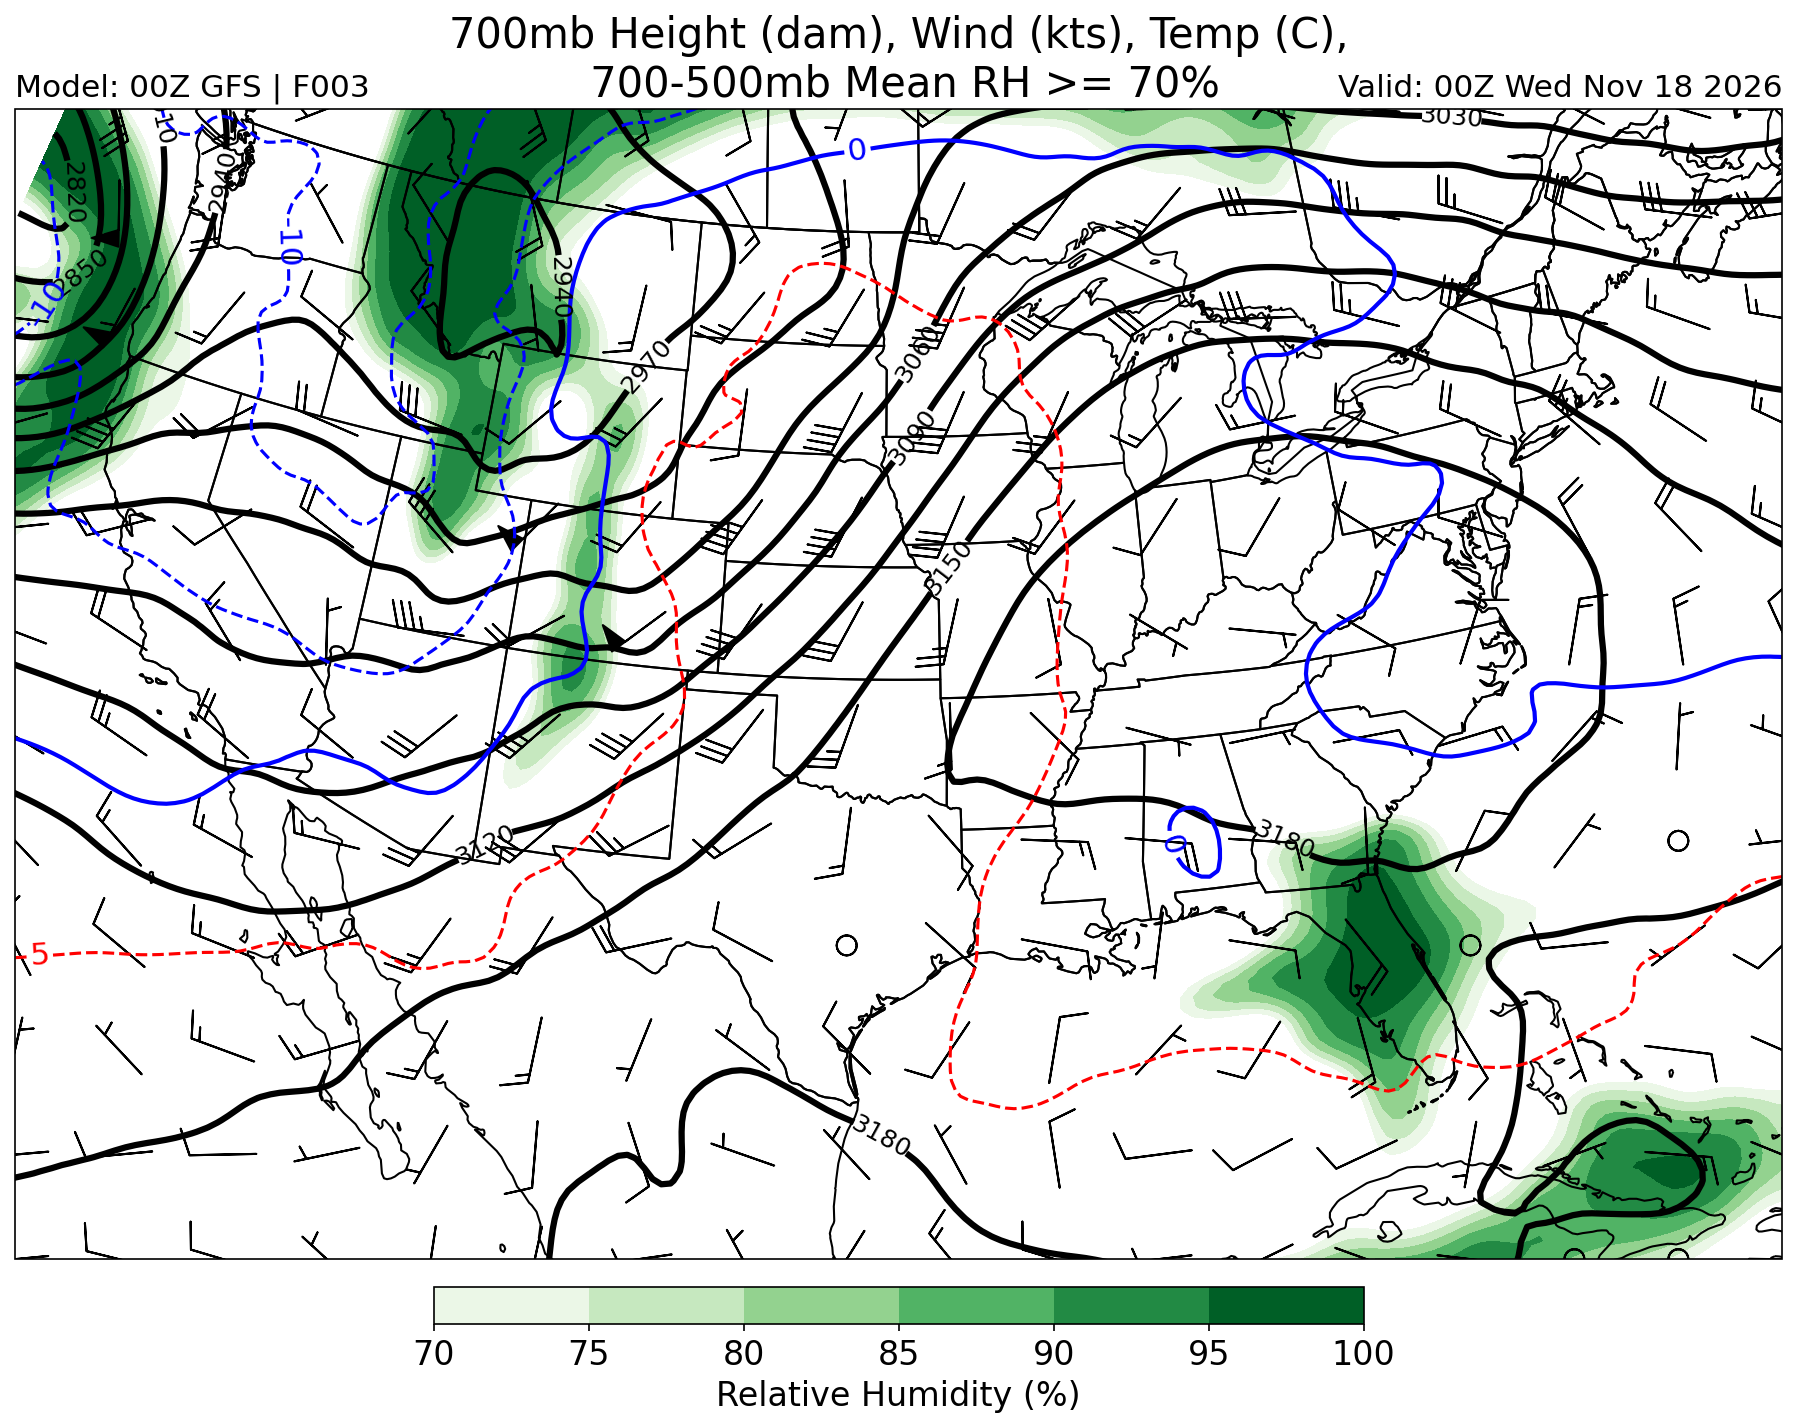 700mb Height (dam), Wind (kts), Temp (C),
700-500mb Mean RH >= 70%
Model: 00Z GFS | F003
Valid: 00Z Wed Nov 18 2026
3030
0
2820
2940
-10
2850
-10
2940
2970
3060
3090
3150
3120
3180
0
5
3180
70 75 80 85 90 95 100
Relative Humidity (%)